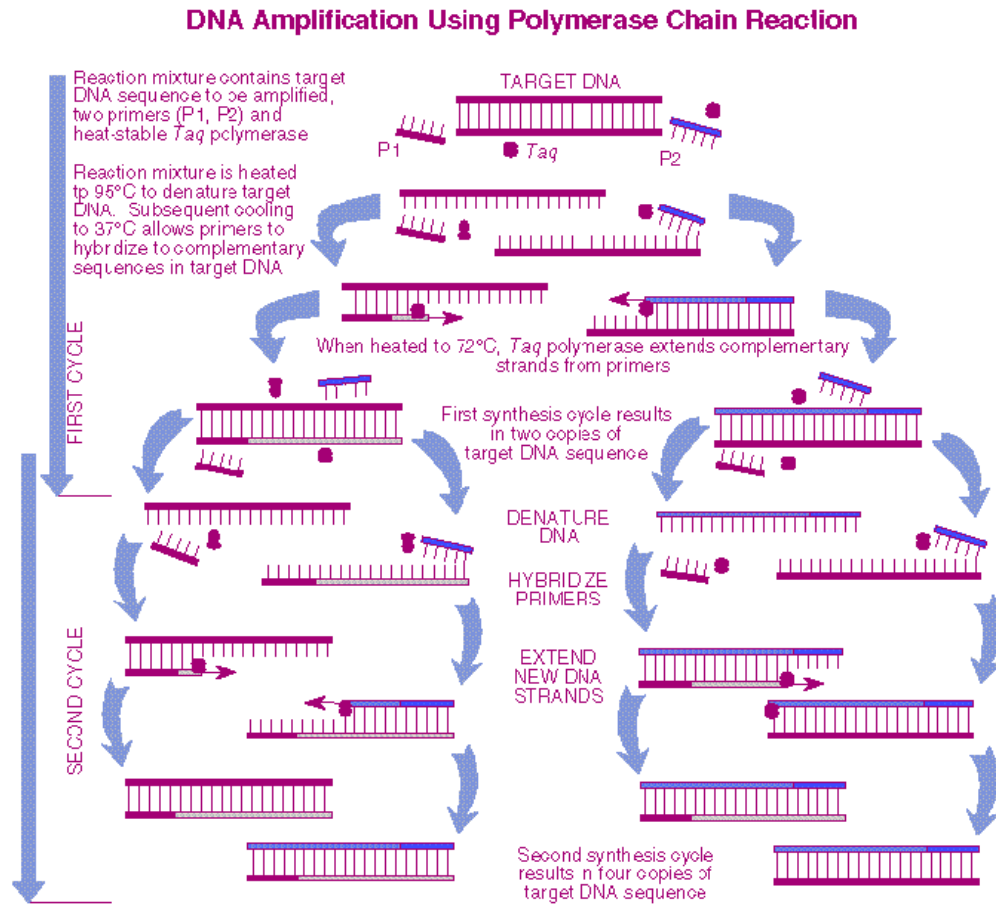 DNA Amplification Using Polymerase Chain Reaction
Reaction mixture contains target
DNA sequence to be amplified,
two primers (P1, P2) and
heat-stable Taq polymerase
TARGET DNA
P1
Taq
P2
Reaction mixture is heated
tp 95°C to denature target
DNA. Subsequent cooling
to 37°C allows primers to
hybridize to complementary
sequences in target DNA
FIRST CYCLE
When heated to 72°C, Taq polymerase extends complementary
strands from primers
First synthesis cycle results
in two copies of
target DNA sequence
DENATURE
DNA
HYBRIDIZE
PRIMERS
EXTEND
NEW DNA
STRANDS
SECOND CYCLE
Second synthesis cycle
results in four copies of
target DNA sequence